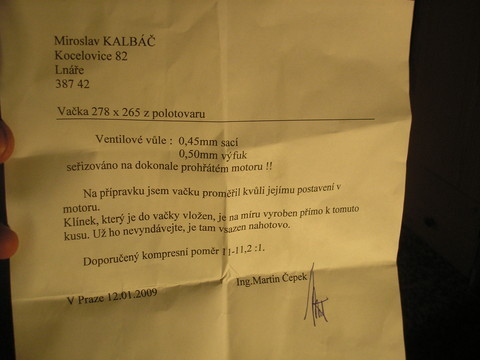 Miroslav KALBÁČ
Kocelovice 82
Lnáře
387 42
Vačka 278 x 265 z polotovaru
Ventilové vůle : 0,45mm sací
0,50mm výfuk
seřizováno na dokonale prohřátém motoru !!
Na přípravku jsem vačku proměřil kvůli jejímu postavení v
motoru.
Klínek, který je do vačky vložen, je na míru vyroben přímo k tomuto
kusu. Už ho nevyndávejte, je tam vsazen nahotovo.
Doporučený kompresní poměr 11-11,2 :1.
Ing.Martin Čepek
V Praze 12.01.2009